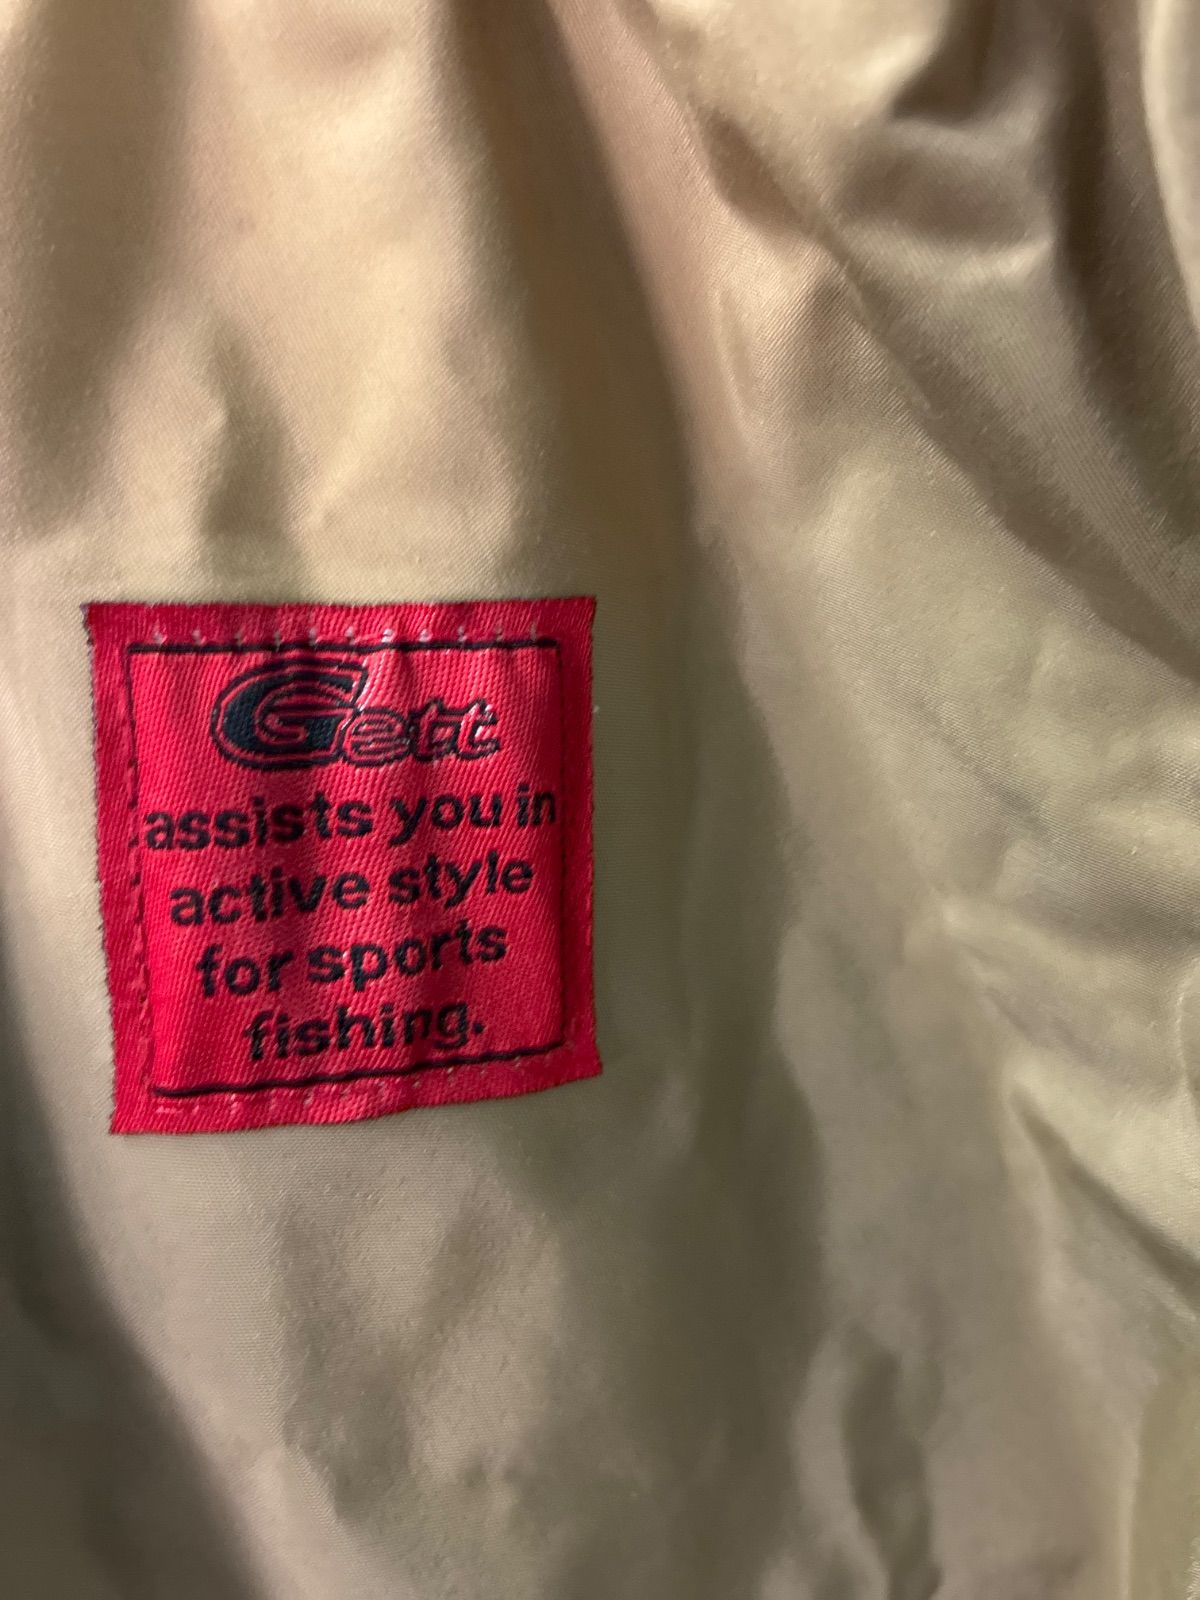 Gett
assists you in
active style
for sports
fishing.